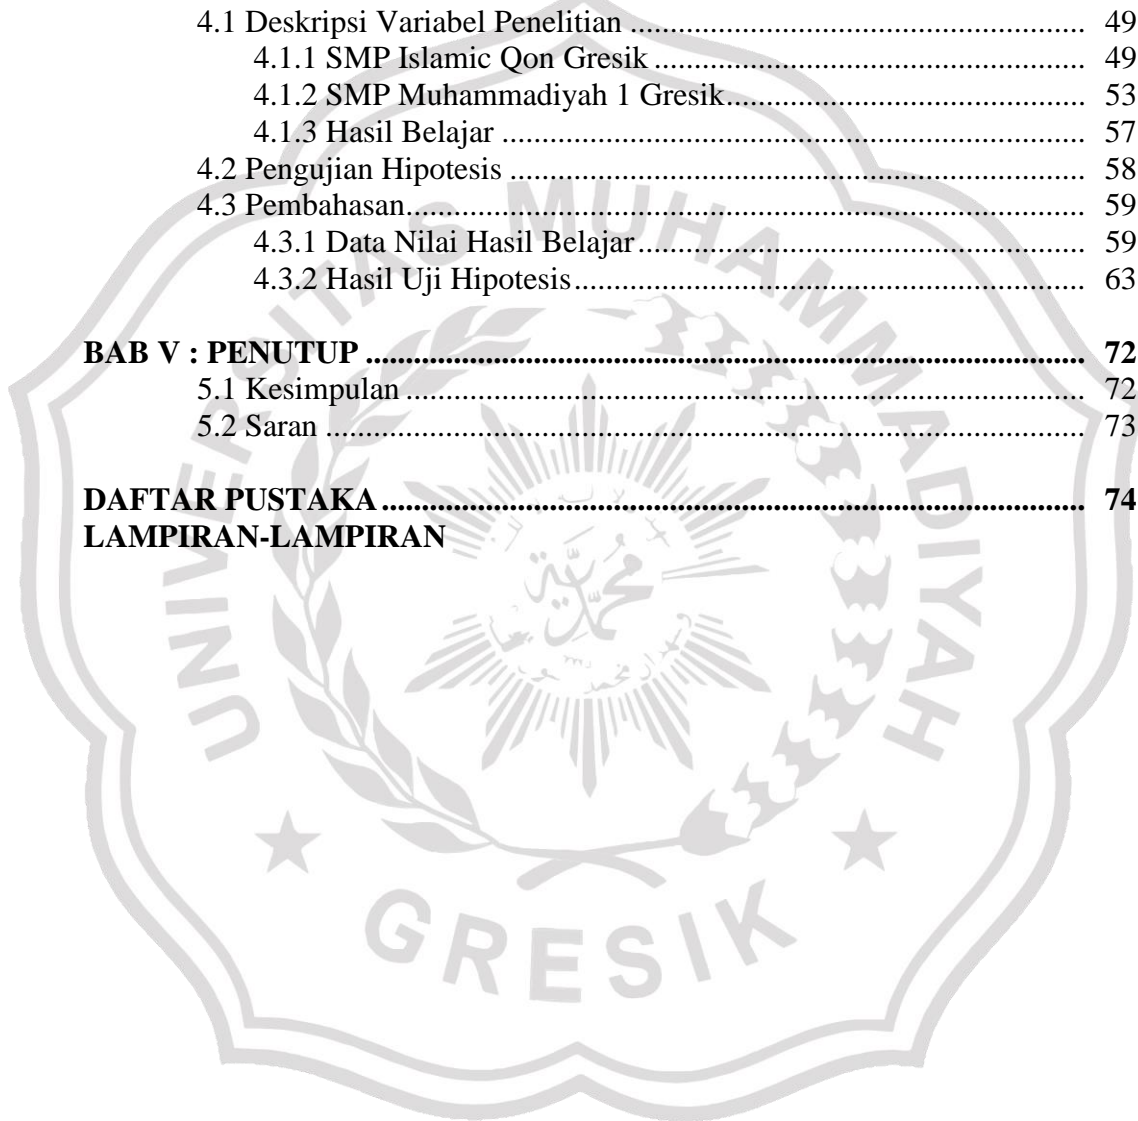 4.1 Deskripsi Variabel Penelitian ........................................................ 49
4.1.1 SMP Islamic Qon Gresik ...................................................... 49
4.1.2 SMP Muhammadiyah 1 Gresik............................................. 53
4.1.3 Hasil Belajar ......................................................................... 57
4.2 Pengujian Hipotesis ....................................................................... 58
4.3 Pembahasan.................................................................................... 59
4.3.1 Data Nilai Hasil Belajar ........................................................ 59
4.3.2 Hasil Uji Hipotesis................................................................ 63
BAB V : PENUTUP .......................................................................................... 72
5.1 Kesimpulan .................................................................................... 72
5.2 Saran .............................................................................................. 73
DAFTAR PUSTAKA ........................................................................................ 74
LAMPIRAN-LAMPIRAN
UNIVERSITAS MUHAMMADIYAH
GRESIK
محمد